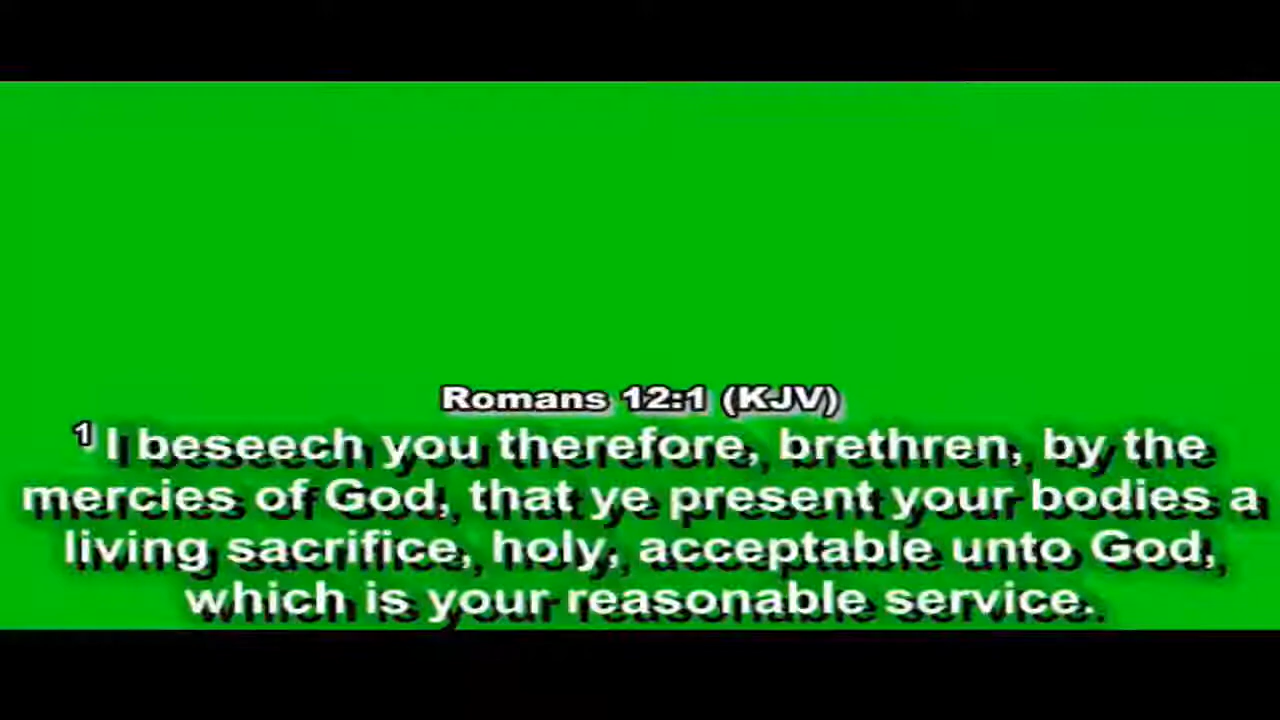 Romans 12:1 (KJV)
1 I beseech you therefore, brethren, by the
mercies of God, that ye present your bodies a
living sacrifice, holy, acceptable unto God,
which is your reasonable service.